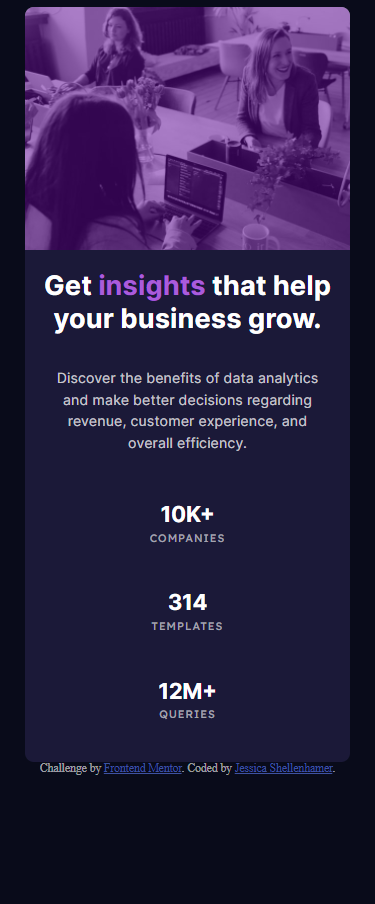 Get insights that help
your business grow.
Discover the benefits of data analytics
and make better decisions regarding
revenue, customer experience, and
overall efficiency.
10K+
COMPANIES
314
TEMPLATES
12M+
QUERIES
Challenge by Frontend Mentor. Coded by Jessica Shellenhamer.